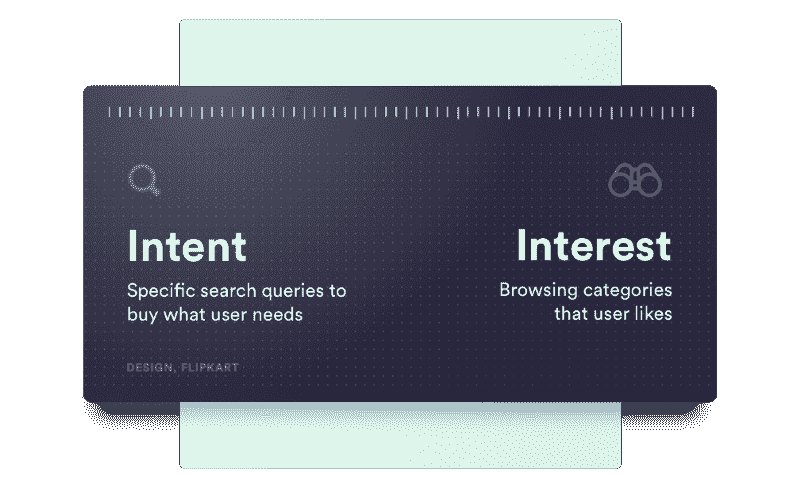 Intent
Interest
Specific search queries to
buy what user needs
Browsing categories
that user likes
DESIGN, FLIPKART